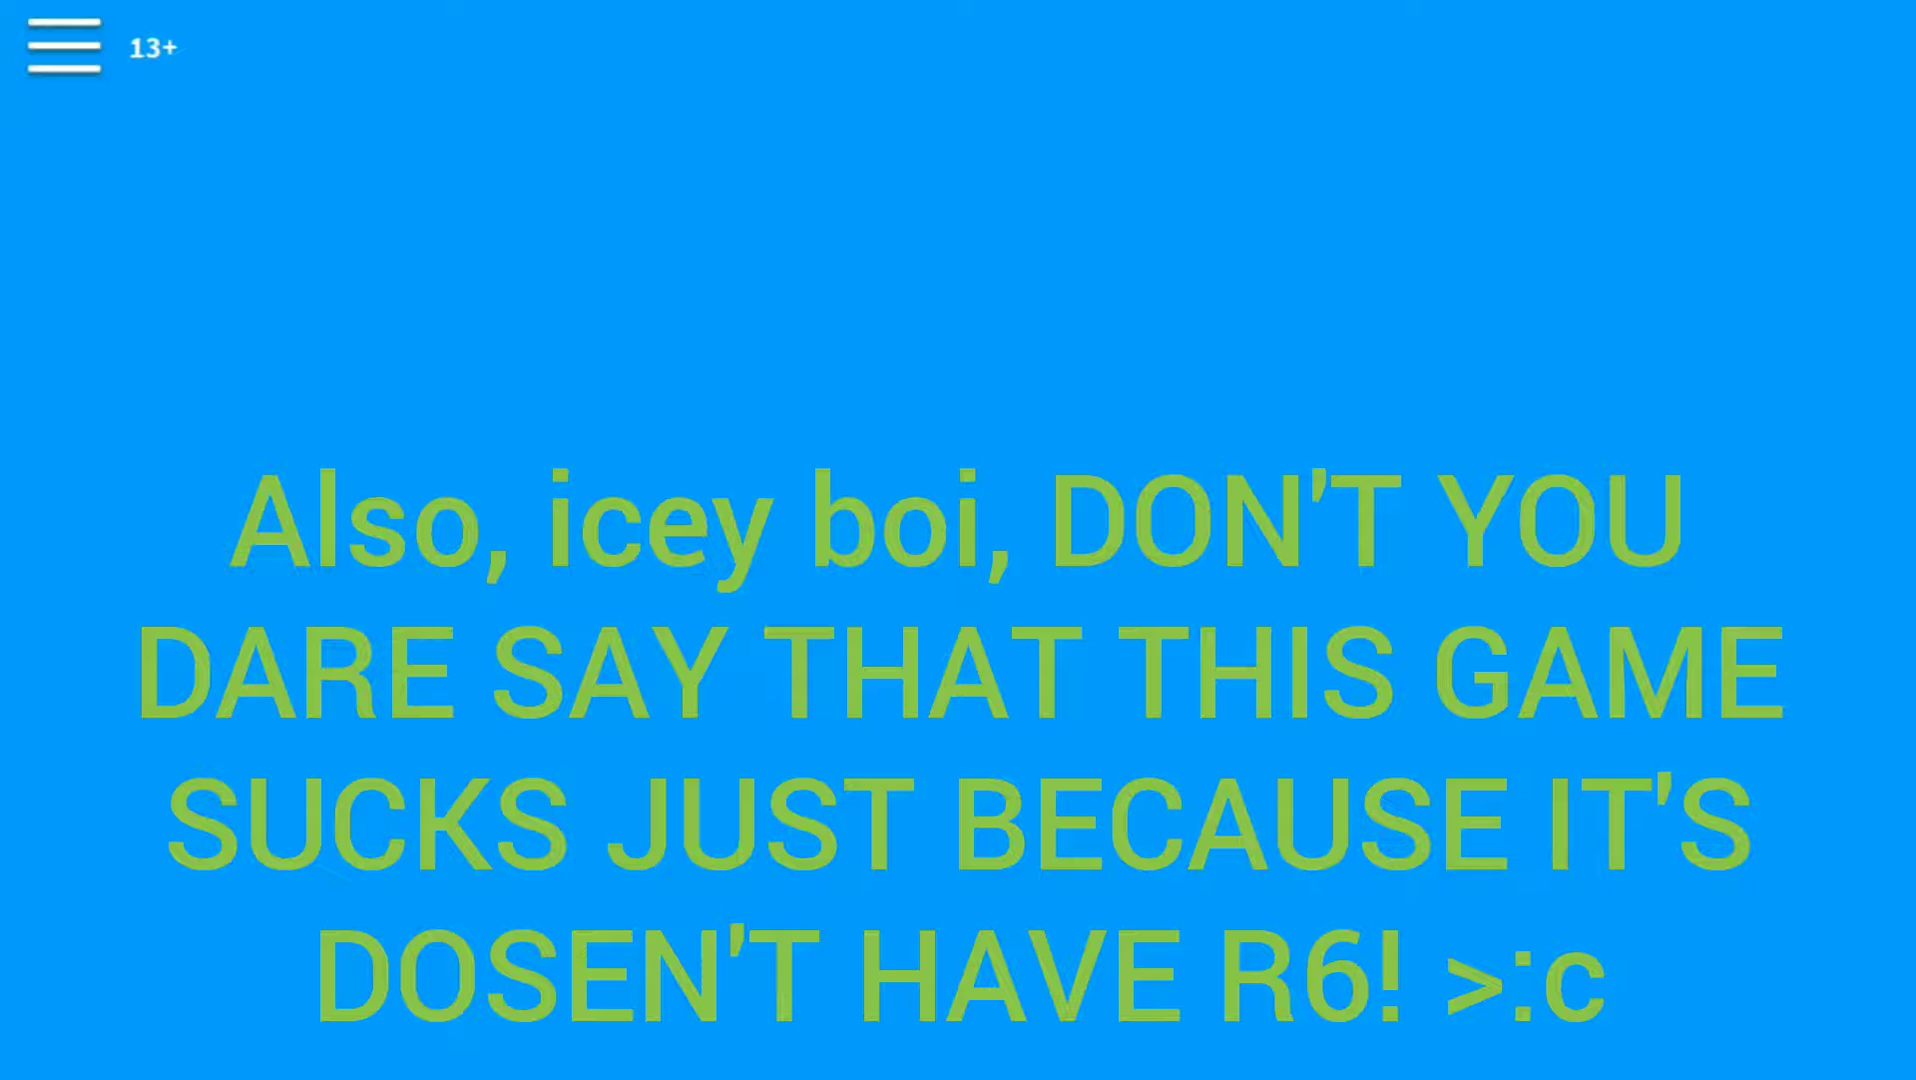 13+
Also, icey boi, DON'T YOU
DARE SAY THAT THIS GAME
SUCKS JUST BECAUSE IT'S
DOSEN'T HAVE R6! >:c